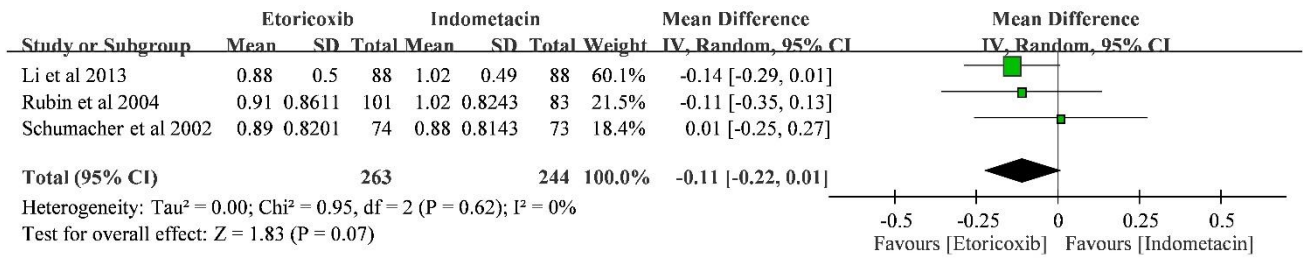 Etoricoxib Indometacin Mean Difference Mean Difference
Study or Subgroup Mean SD Total Mean SD Total Weight IV, Random, 95% CI IV, Random, 95% CI
Li et al 2013 0.88 0.5 88 1.02 0.49 88 60.1% -0.14 [-0.29, 0.01]
Rubin et al 2004 0.91 0.8611 101 1.02 0.8243 83 21.5% -0.11 [-0.35, 0.13]
Schumacher et al 2002 0.89 0.8201 74 0.88 0.8143 73 18.4% 0.01 [-0.25, 0.27]
Total (95% CI) 263 244 100.0% -0.11 [-0.22, 0.01]
Heterogeneity: Tau² = 0.00; Chi² = 0.95, df = 2 (P = 0.62); I² = 0%
Test for overall effect: Z = 1.83 (P = 0.07)
-0.5 -0.25 0 0.25 0.5
Favours [Etoricoxib] Favours [Indometacin]